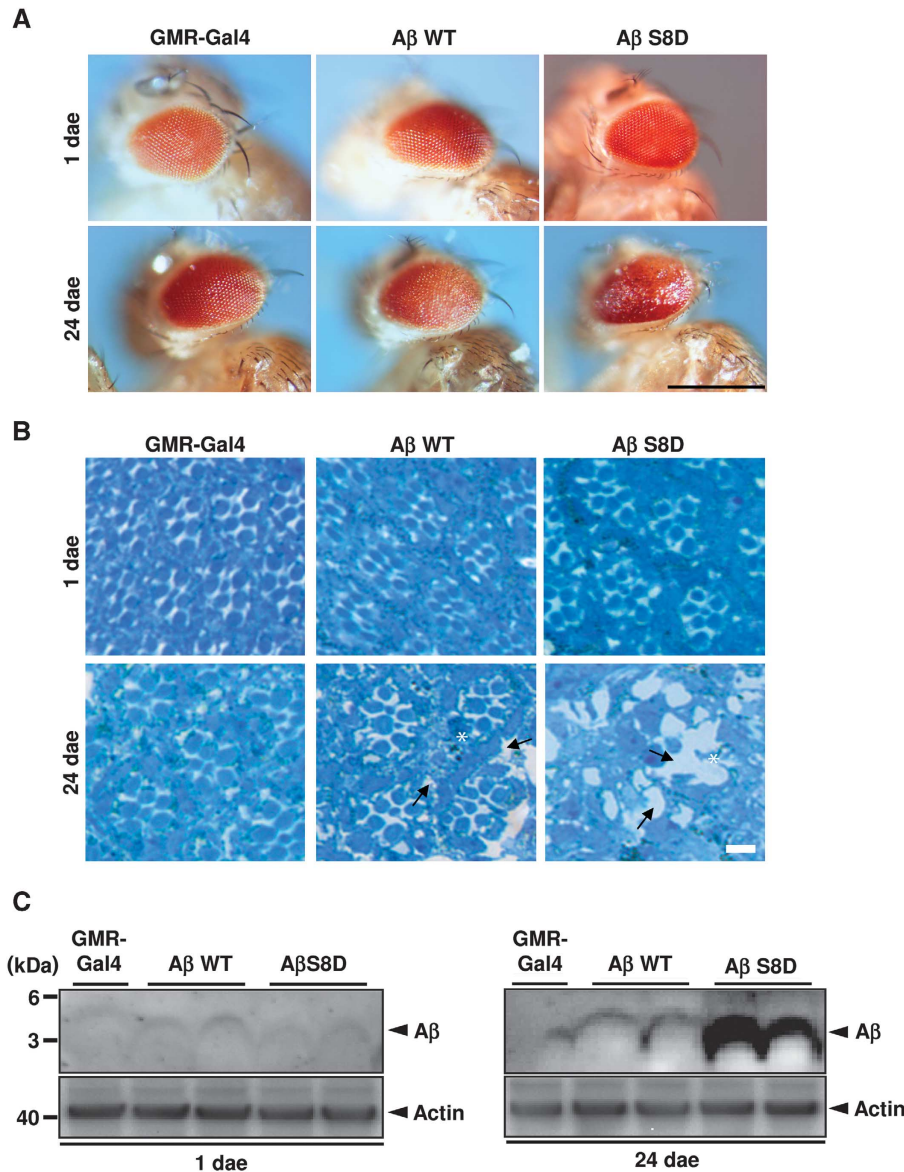 A
GMR-Gal4 Aβ WT Aβ S8D
1 dae
24 dae
B
GMR-Gal4 Aβ WT Aβ S8D
1 dae
24 dae
*
*
C
GMR-
Gal4 Aβ WT AβS8D
(kDa)
6
3
Aβ
40
Actin
1 dae
GMR-
Gal4 Aβ WT Aβ S8D
Aβ
Actin
24 dae